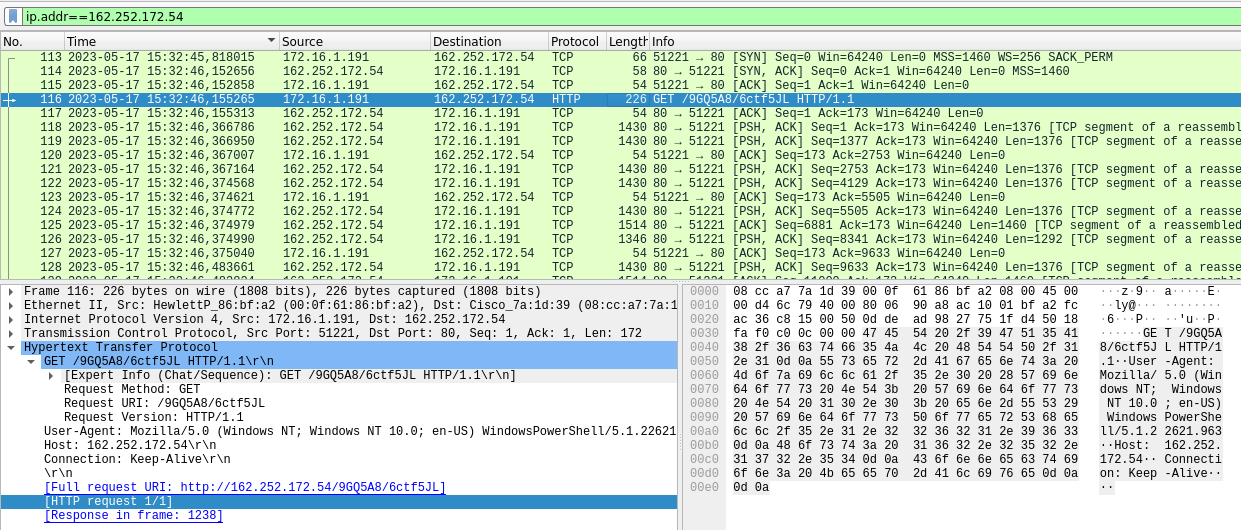 ip.addr==162.252.172.54
No. Time Source Destination Protocol Length Info
113 2023-05-17 15:32:45,818015 172.16.1.191 162.252.172.54 TCP 66 51221 → 80 [SYN] Seq=0 Win=64240 Len=0 MSS=1460 WS=256 SACK_PERM
114 2023-05-17 15:32:46,152656 162.252.172.54 172.16.1.191 TCP 58 80 → 51221 [SYN, ACK] Seq=0 Ack=1 Win=64240 Len=0 MSS=1460
115 2023-05-17 15:32:46,152858 172.16.1.191 162.252.172.54 TCP 54 51221 → 80 [ACK] Seq=1 Ack=1 Win=64240 Len=0
116 2023-05-17 15:32:46,155265 172.16.1.191 162.252.172.54 HTTP 226 GET /9GQ5A8/6ctf5JL HTTP/1.1
117 2023-05-17 15:32:46,155313 162.252.172.54 172.16.1.191 TCP 54 80 → 51221 [ACK] Seq=1 Ack=173 Win=64240 Len=0
118 2023-05-17 15:32:46,366786 162.252.172.54 172.16.1.191 TCP 1430 80 → 51221 [PSH, ACK] Seq=1 Ack=173 Win=64240 Len=1376 [TCP segment of a reassembl
119 2023-05-17 15:32:46,366950 162.252.172.54 172.16.1.191 TCP 1430 80 → 51221 [PSH, ACK] Seq=1377 Ack=173 Win=64240 Len=1376 [TCP segment of a reasse
120 2023-05-17 15:32:46,367007 172.16.1.191 162.252.172.54 TCP 54 51221 → 80 [ACK] Seq=173 Ack=2753 Win=64240 Len=0
121 2023-05-17 15:32:46,367164 162.252.172.54 172.16.1.191 TCP 1430 80 → 51221 [PSH, ACK] Seq=2753 Ack=173 Win=64240 Len=1376 [TCP segment of a reasse
122 2023-05-17 15:32:46,374568 162.252.172.54 172.16.1.191 TCP 1430 80 → 51221 [PSH, ACK] Seq=4129 Ack=173 Win=64240 Len=1376 [TCP segment of a reasse
123 2023-05-17 15:32:46,374621 172.16.1.191 162.252.172.54 TCP 54 51221 → 80 [ACK] Seq=173 Ack=5505 Win=64240 Len=0
124 2023-05-17 15:32:46,374772 162.252.172.54 172.16.1.191 TCP 1430 80 → 51221 [PSH, ACK] Seq=5505 Ack=173 Win=64240 Len=1376 [TCP segment of a reasse
125 2023-05-17 15:32:46,374979 162.252.172.54 172.16.1.191 TCP 1514 80 → 51221 [ACK] Seq=6881 Ack=173 Win=64240 Len=1460 [TCP segment of a reassembled
126 2023-05-17 15:32:46,374990 162.252.172.54 172.16.1.191 TCP 1346 80 → 51221 [PSH, ACK] Seq=8341 Ack=173 Win=64240 Len=1292 [TCP segment of a reasse
127 2023-05-17 15:32:46,375040 172.16.1.191 162.252.172.54 TCP 54 51221 → 80 [ACK] Seq=173 Ack=9633 Win=64240 Len=0
128 2023-05-17 15:32:46,483661 162.252.172.54 172.16.1.191 TCP 1430 80 → 51221 [PSH, ACK] Seq=9633 Ack=173 Win=64240 Len=1376 [TCP segment of a reasse
Frame 116: 226 bytes on wire (1808 bits), 226 bytes captured (1808 bits)
Ethernet II, Src: HewlettP_86:bf:a2 (00:0f:61:86:bf:a2), Dst: Cisco_7a:1d:39 (08:cc:a7:7a:1
Internet Protocol Version 4, Src: 172.16.1.191, Dst: 162.252.172.54
Transmission Control Protocol, Src Port: 51221, Dst Port: 80, Seq: 1, Ack: 1, Len: 172
Hypertext Transfer Protocol
GET /9GQ5A8/6ctf5JL HTTP/1.1\r\n
[Expert Info (Chat/Sequence): GET /9GQ5A8/6ctf5JL HTTP/1.1\r\n]
Request Method: GET
Request URI: /9GQ5A8/6ctf5JL
Request Version: HTTP/1.1
User-Agent: Mozilla/5.0 (Windows NT; Windows NT 10.0; en-US) WindowsPowerShell/5.1.22621
Host: 162.252.172.54\r\n
Connection: Keep-Alive\r\n
\r\n
[Full request URI: http://162.252.172.54/9GQ5A8/6ctf5JL]
[HTTP request 1/1]
[Response in frame: 1238]
0000 08 cc a7 7a 1d 39 00 0f 61 86 bf a2 08 00 45 00 ···z·9·· a·····E·
0010 00 d4 6c 79 40 00 80 06 90 a8 ac 10 01 bf a2 fc ··ly@··· ········
0020 ac 36 c8 15 00 50 0d de ad 98 27 75 1f d4 50 18 ·6···P·· ··'u··P·
0030 fa f0 c0 0c 00 00 47 45 54 20 2f 39 47 51 35 41 ······GE T /9GQ5A
0040 38 2f 36 63 74 66 35 4a 4c 20 48 54 54 50 2f 31 8/6ctf5J L HTTP/1
0050 2e 31 0d 0a 55 73 65 72 2d 41 67 65 6e 74 3a 20 .1··User -Agent:
0060 4d 6f 7a 69 6c 6c 61 2f 35 2e 30 20 28 57 69 6e Mozilla/ 5.0 (Win
0070 64 6f 77 73 20 4e 54 3b 20 57 69 6e 64 6f 77 73 dows NT; Windows
0080 20 4e 54 20 31 30 2e 30 3b 20 65 6e 2d 55 53 29 NT 10.0 ; en-US)
0090 20 57 69 6e 64 6f 77 73 50 6f 77 65 72 53 68 65 Windows PowerShe
00a0 6c 6c 2f 35 2e 31 2e 32 32 36 32 31 2e 39 36 33 ll/5.1.2 2621.963
00b0 0d 0a 48 6f 73 74 3a 20 31 36 32 2e 32 35 32 2e ··Host: 162.252.
00c0 31 37 32 2e 35 34 0d 0a 43 6f 6e 6e 65 63 74 69 172.54·· Connecti
00d0 6f 6e 3a 20 4b 65 65 70 2d 41 6c 69 76 65 0d 0a on: Keep -Alive··
00e0 0d 0a ··